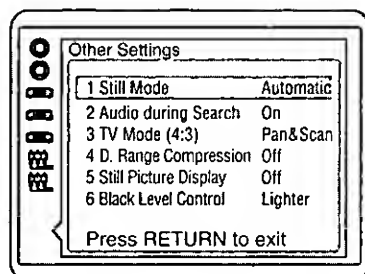 Other Settings
1 Still Mode Automatic
2 Audio during Search On
3 TV Mode (4:3) Pan&Scan
4 D. Range Compression Off
5 Still Picture Display Off
6 Black Level Control Lighter
Press RETURN to exit